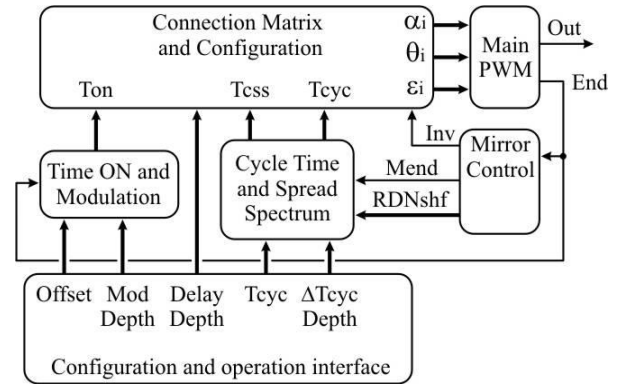 Connection Matrix
and Configuration
αi
θi
εi
Ton
Tcss
Tcyc
Main
PWM
Out
End
Inv
Mirror
Control
Mend
RDNshf
Time ON and
Modulation
Cycle Time
and Spread
Spectrum
Offset
Mod
Depth
Delay
Depth
Tcyc
ΔTcyc
Depth
Configuration and operation interface